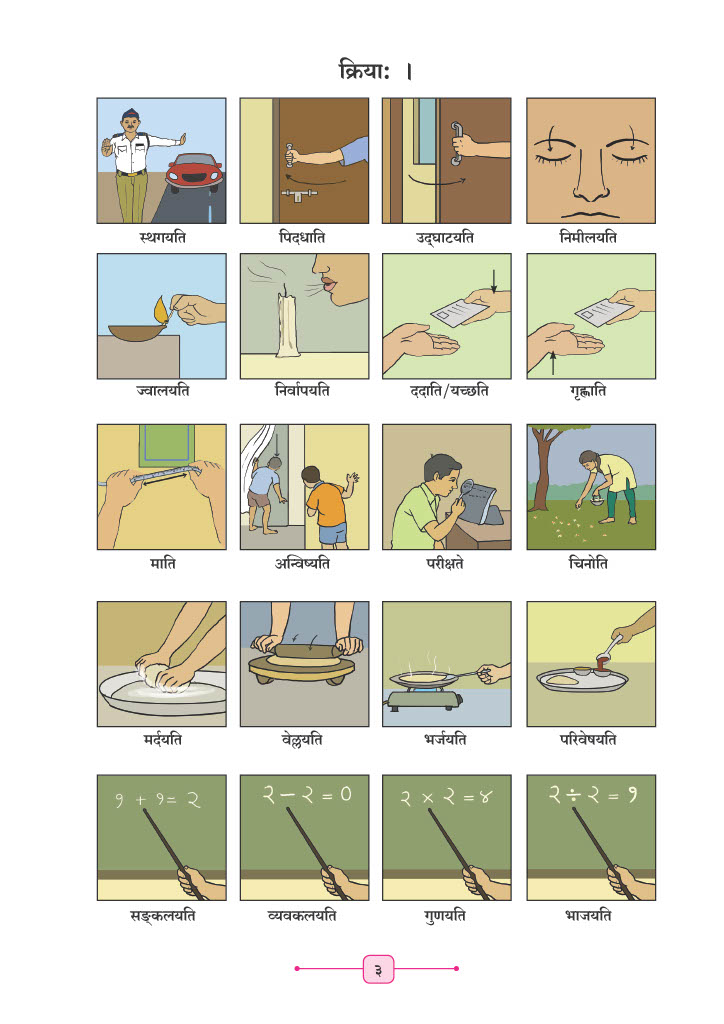 क्रिया: ।
स्थगयति पिदधाति उद्‌घाटयति निमीलयति
ज्वालयति निर्वापयति ददाति/यच्छति गृह्णाति
माति अन्विष्यति परीक्षते चिनोति
मर्दयति वेल्लयति भर्जयति परिवेषयति
१ + १= २ २ − २ = ० २ × २ = ४ २ ÷ २ = १
सङ्कलयति व्यवकलयति गुणयति भाजयति
३